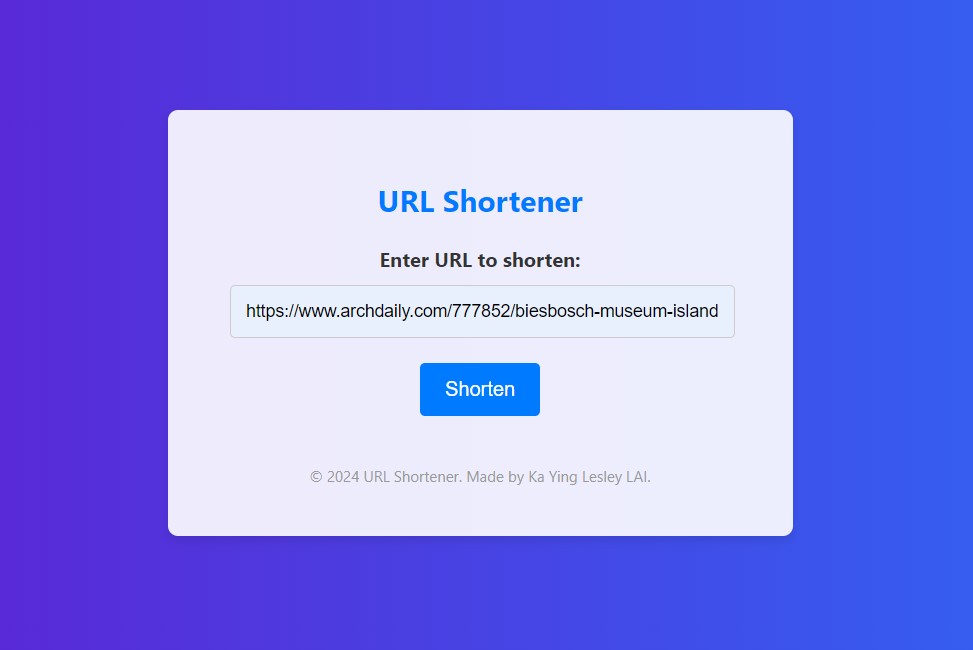 URL Shortener
Enter URL to shorten:
https://www.archdaily.com/777852/biesbosch-museum-island
Shorten
© 2024 URL Shortener. Made by Ka Ying Lesley LAI.